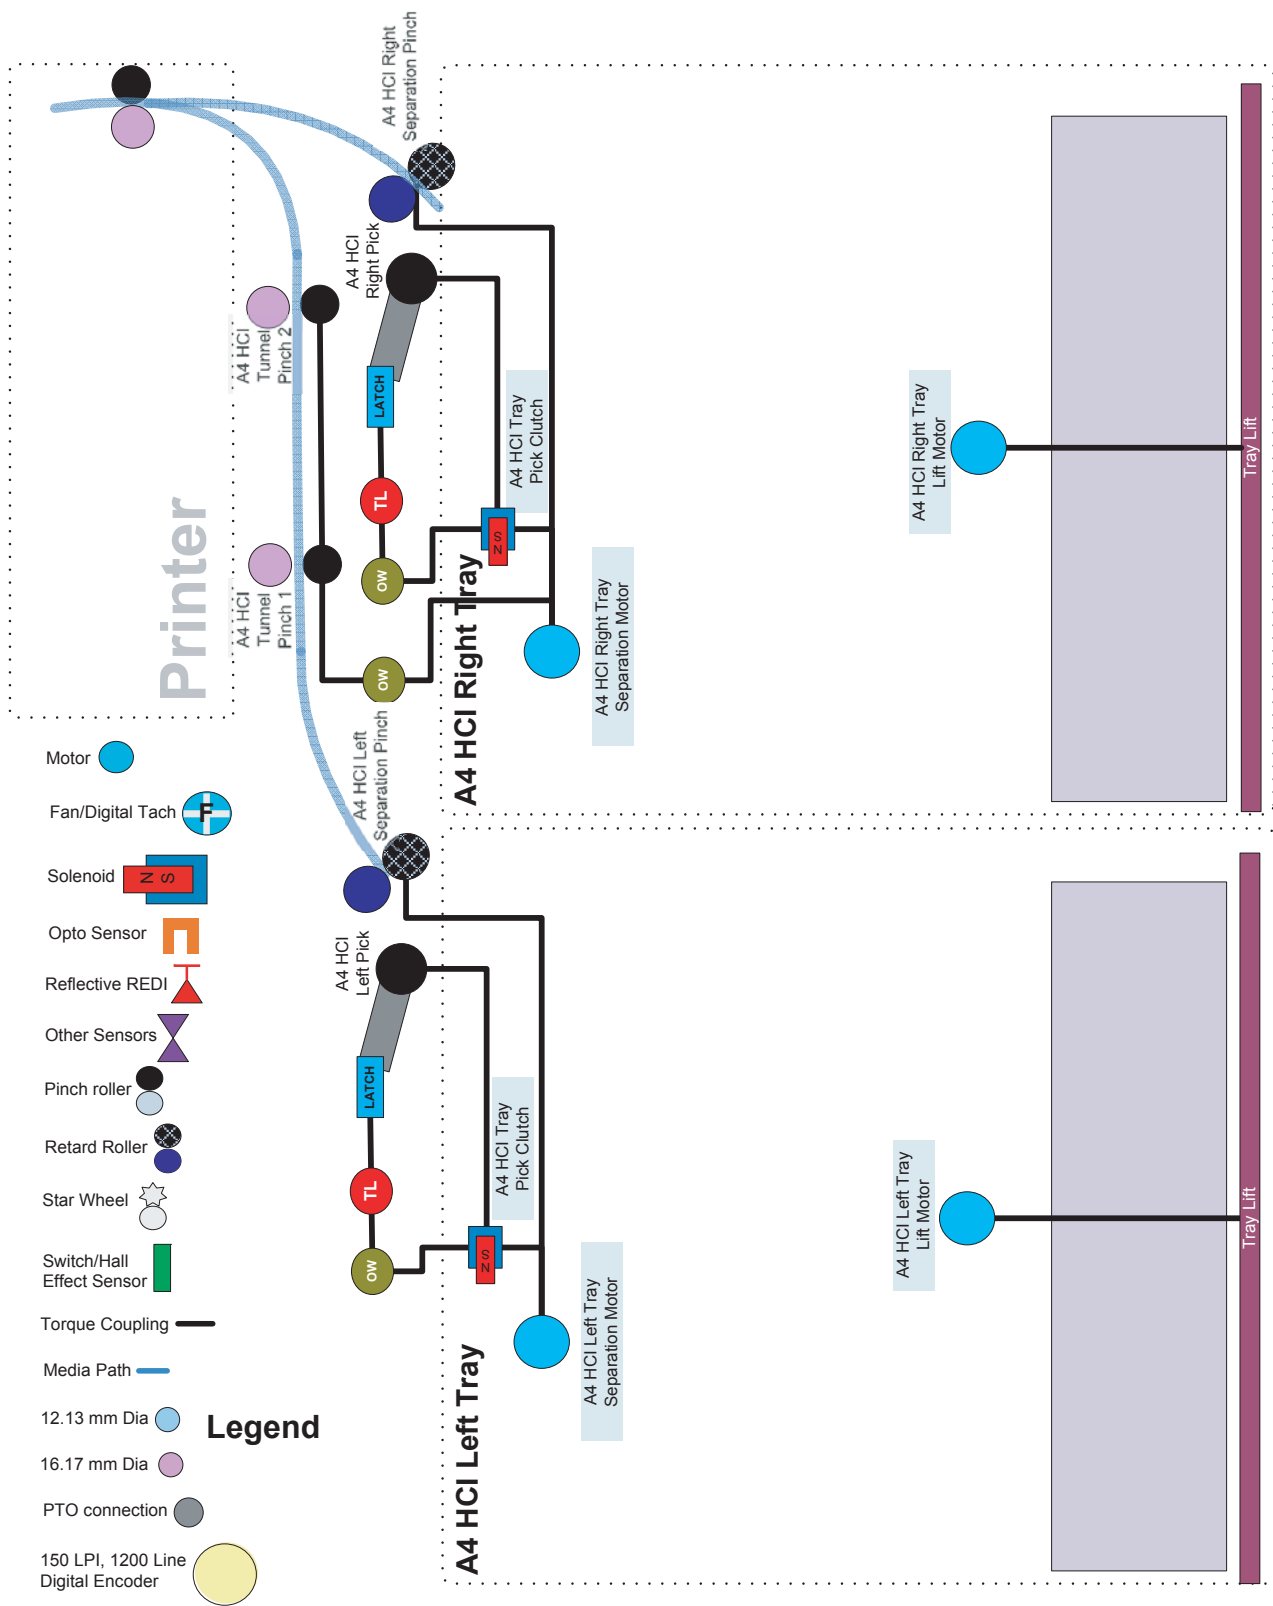 A4 HCI Right
Separation Pinch
A4 HCI
Right Pick
A4 HCI
Tunnel
Pinch 2
LATCH
TL
OW
S N
A4 HCI Tray
Pick Clutch
A4 HCI Right Tray
Lift Motor
Tray Lift
Printer
A4 HCI
Tunnel
Pinch 1
OW
A4 HCI Right Tray
A4 HCI Right Tray
Separation Motor
A4 HCI Left
Separation Pinch
A4 HCI
Left Pick
LATCH
TL
OW
S N
A4 HCI Tray
Pick Clutch
A4 HCI Left Tray
Lift Motor
Tray Lift
A4 HCI Left Tray
A4 HCI Left Tray
Separation Motor
Motor
Fan/Digital Tach
F
Solenoid
N S
Opto Sensor
Reflective REDI
Other Sensors
Pinch roller
Retard Roller
Star Wheel
Switch/Hall
Effect Sensor
Torque Coupling
Media Path
12.13 mm Dia
Legend
16.17 mm Dia
PTO connection
150 LPI, 1200 Line
Digital Encoder